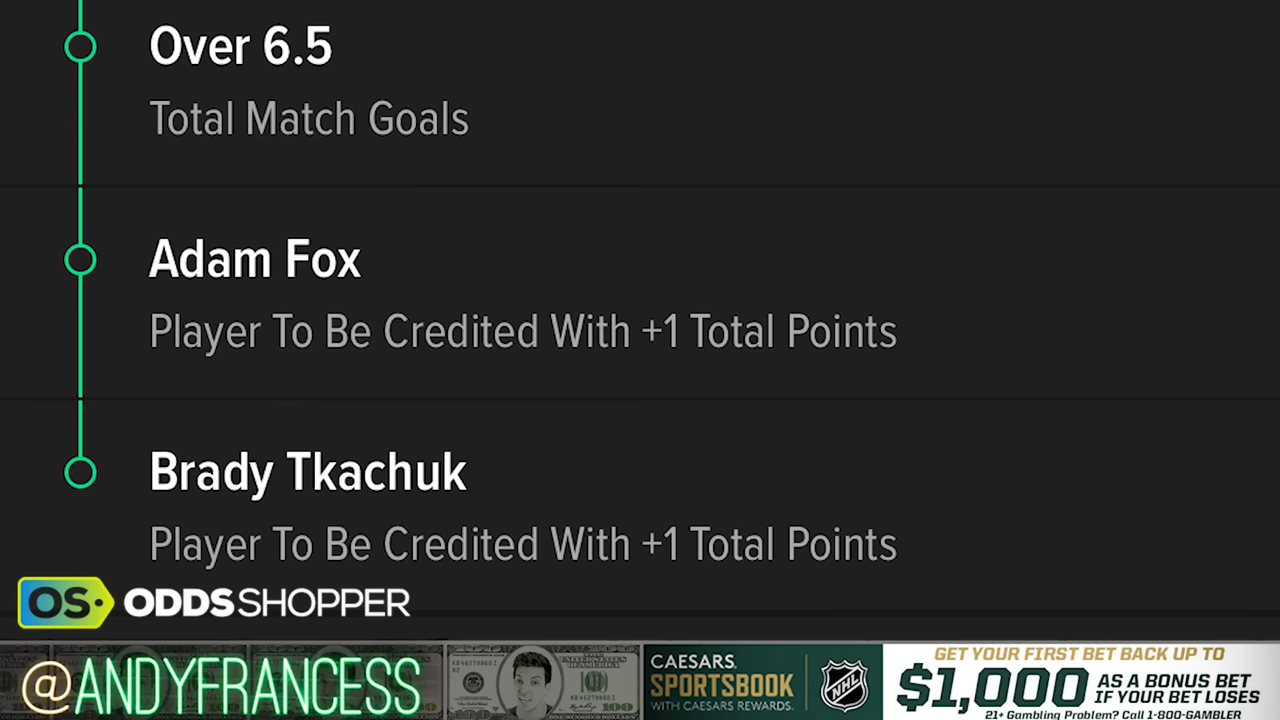 Over 6.5
Total Match Goals
Adam Fox
Player To Be Credited With +1 Total Points
Brady Tkachuk
Player To Be Credited With +1 Total Points
OS. ODDSSHOPPER
@ANDYFRANCESS
CAESARS
SPORTSBOOK
WITH CAESARS REWARDS.
NHL
GET YOUR FIRST BET BACK UP TO
$1,000 AS A BONUS BET
IF YOUR BET LOSES
21+ Gambling Problem? Call 1-800-GAMBLER